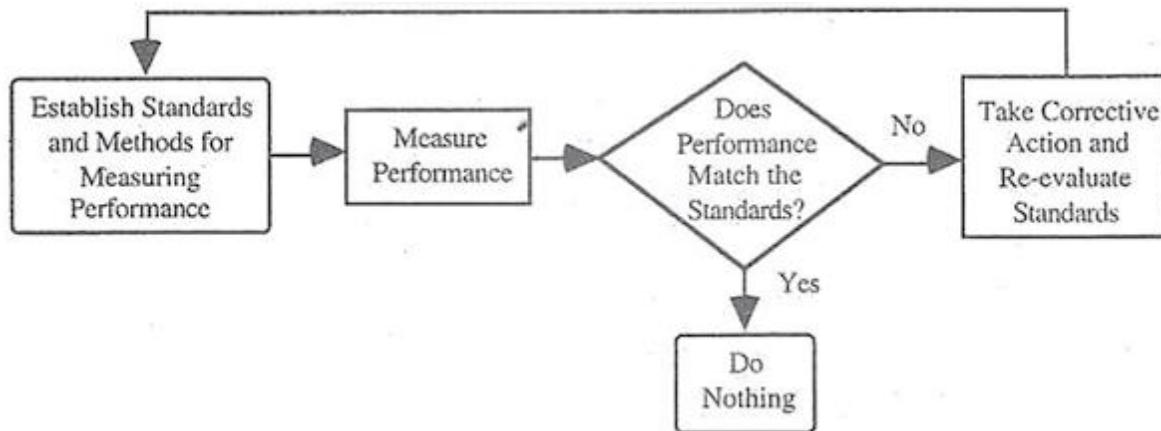 Establish Standards
and Methods for
Measuring
Performance
Measure
Performance
Does
Performance
Match the
Standards?
No
Take Corrective
Action and
Re-evaluate
Standards
Yes
Do
Nothing